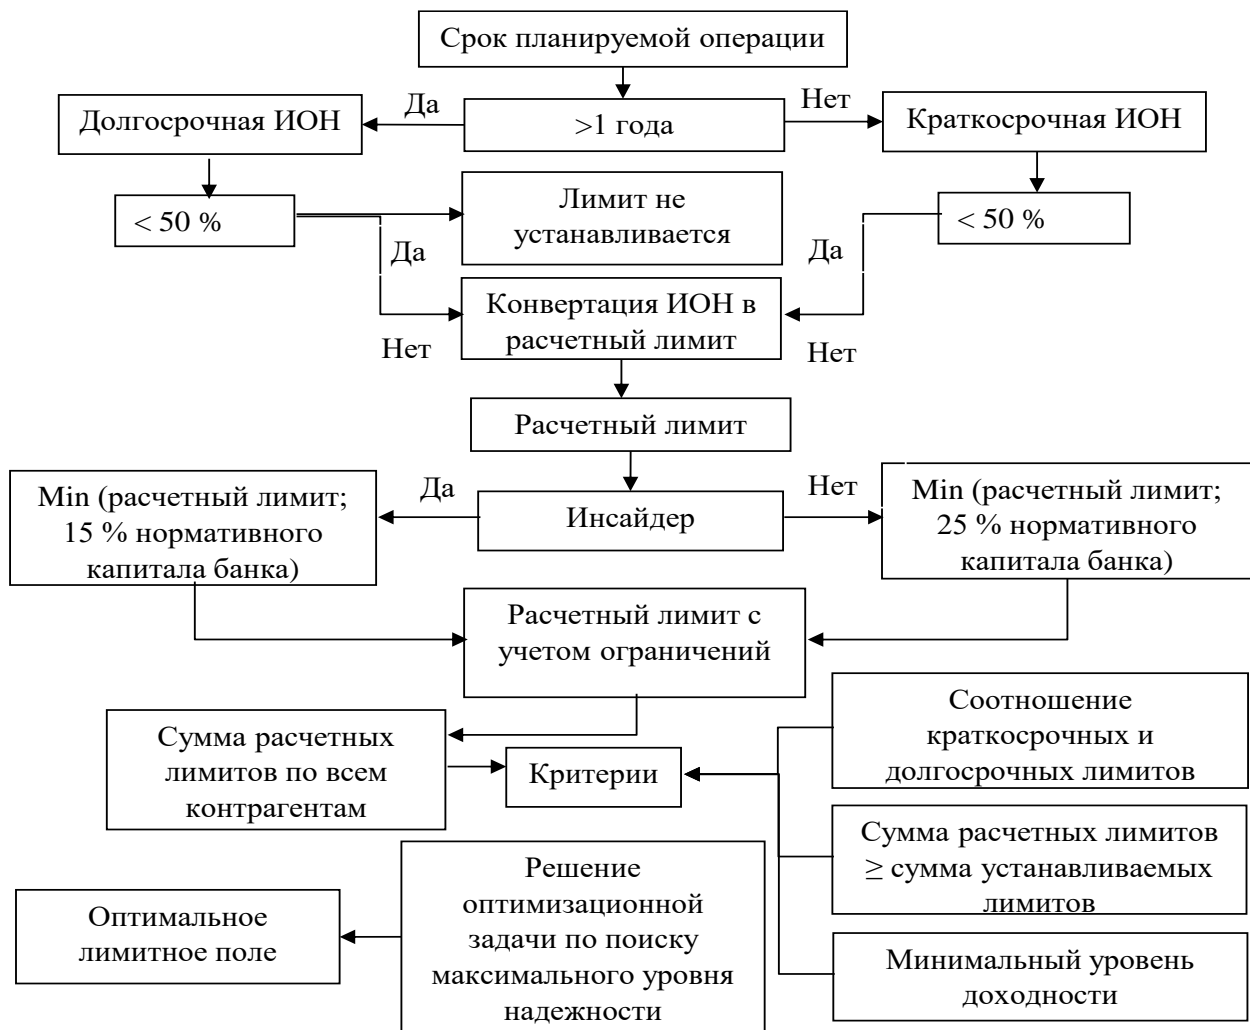 Срок планируемой операции
Да
Нет
Долгосрочная ИОН
>1 года
Краткосрочная ИОН
< 50 %
Лимит не
устанавливается
< 50 %
Да
Да
Конвертация ИОН в
расчетный лимит
Нет
Нет
Расчетный лимит
Min (расчетный лимит;
15 % нормативного
капитала банка)
Да
Инсайдер
Нет
Min (расчетный лимит;
25 % нормативного
капитала банка)
Расчетный лимит с
учетом ограничений
Сумма расчетных
лимитов по всем
контрагентам
Критерии
Соотношение
краткосрочных и
долгосрочных лимитов
Сумма расчетных лимитов
≥ сумма устанавливаемых
лимитов
Минимальный уровень
доходности
Решение
оптимизационной
задачи по поиску
максимального уровня
надежности
Оптимальное
лимитное поле